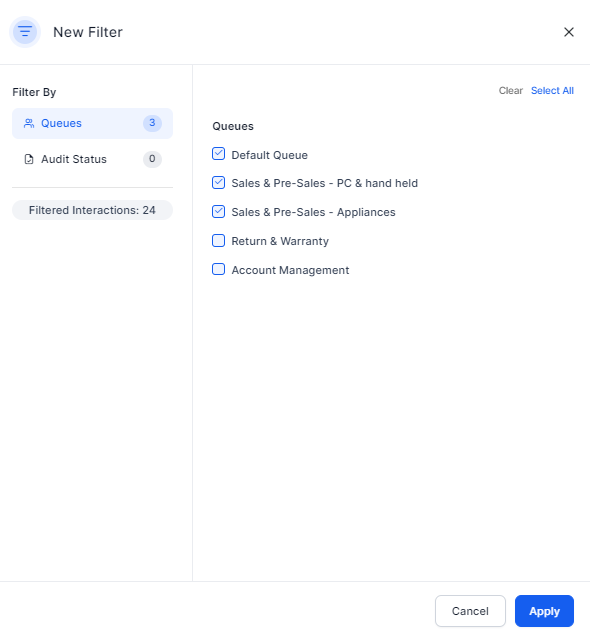 New Filter
Filter By
Queues 3
Audit Status 0
Filtered Interactions: 24
Clear Select All
Queues
Default Queue
Sales & Pre-Sales - PC & hand held
Sales & Pre-Sales - Appliances
Return & Warranty
Account Management
Cancel Apply